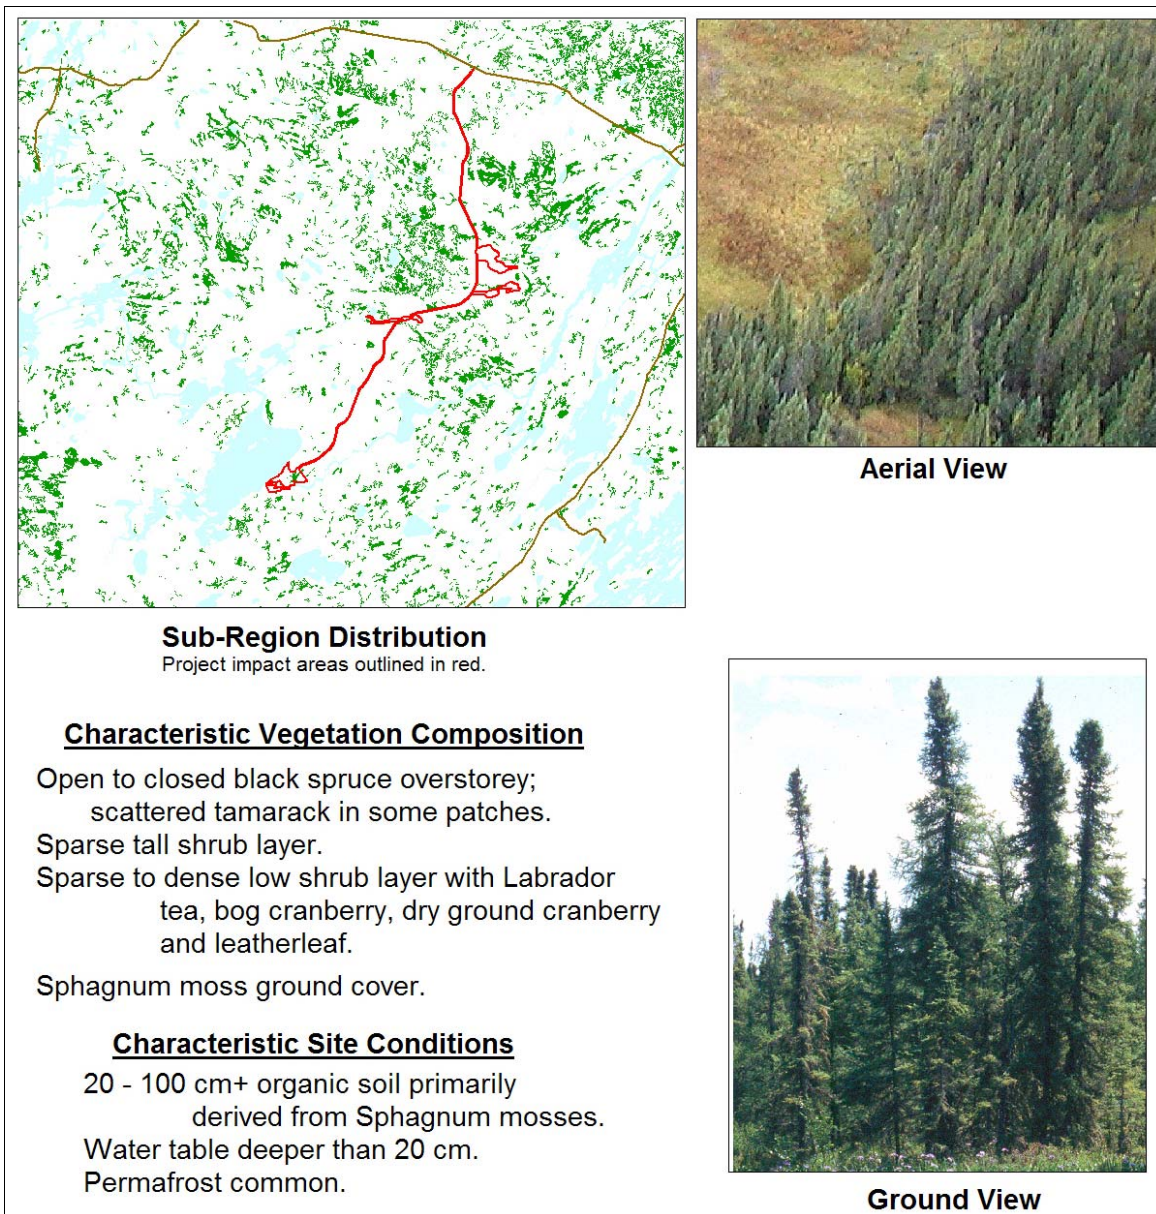 Aerial View
Sub-Region Distribution
Project impact areas outlined in red.
Characteristic Vegetation Composition
Open to closed black spruce overstorey;
scattered tamarack in some patches.
Sparse tall shrub layer.
Sparse to dense low shrub layer with Labrador
tea, bog cranberry, dry ground cranberry
and leatherleaf.
Sphagnum moss ground cover.
Characteristic Site Conditions
20 - 100 cm+ organic soil primarily
derived from Sphagnum mosses.
Water table deeper than 20 cm.
Permafrost common.
Ground View